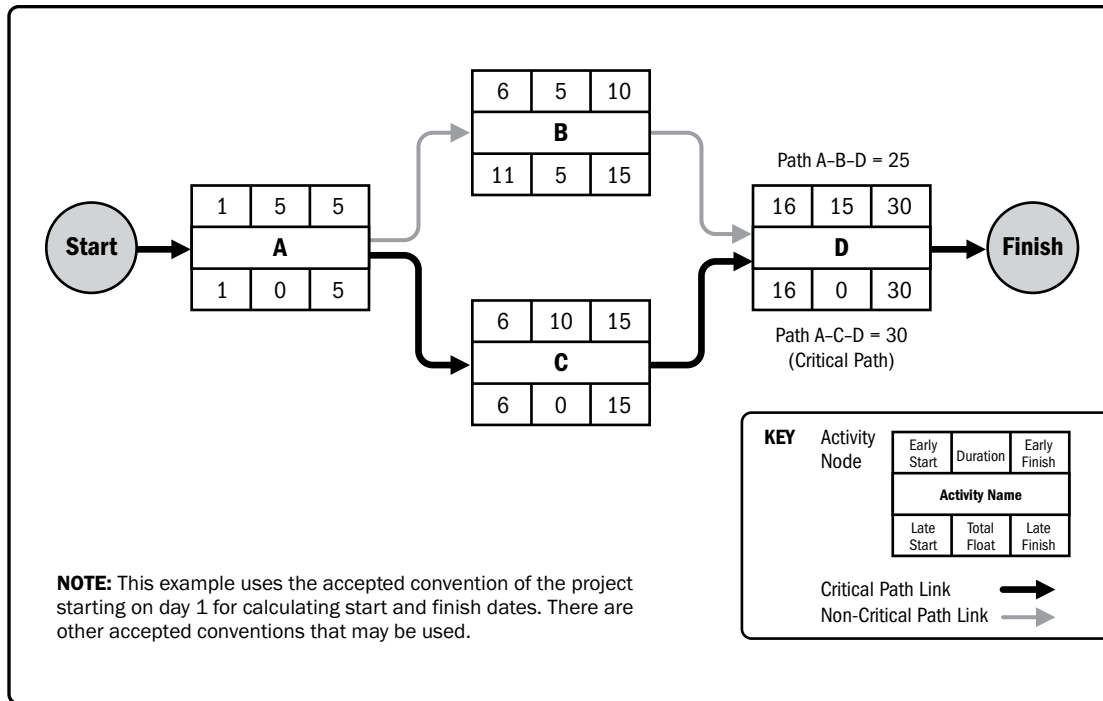 Start
1 5 5
A
1 0 5
6 5 10
B
11 5 15
6 10 15
C
6 0 15
Path A–B–D = 25
16 15 30
D
16 0 30
Path A–C–D = 30
(Critical Path)
Finish
KEY Activity
Node
Early
Start
Duration
Early
Finish
Activity Name
Late
Start
Total
Float
Late
Finish
Critical Path Link
Non-Critical Path Link
NOTE: This example uses the accepted convention of the project
starting on day 1 for calculating start and finish dates. There are
other accepted conventions that may be used.